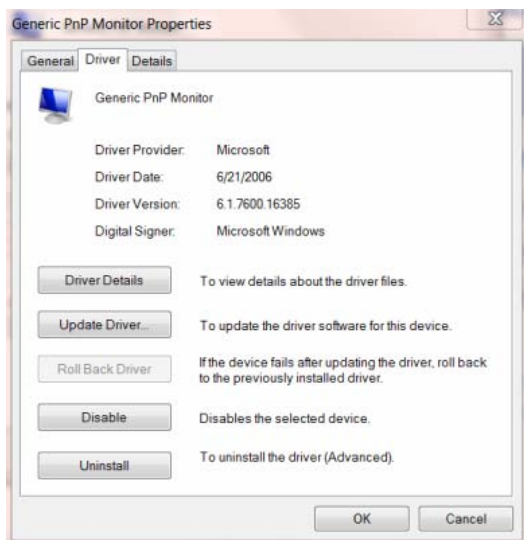 Generic PnP Monitor Properties
General Driver Details
Generic PnP Monitor
Driver Provider: Microsoft
Driver Date: 6/21/2006
Driver Version: 6.1.7600.16385
Digital Signer: Microsoft Windows
Driver Details To view details about the driver files.
Update Driver... To update the driver software for this device.
Roll Back Driver If the device fails after updating the driver, roll back
to the previously installed driver.
Disable Disables the selected device.
Uninstall To uninstall the driver (Advanced).
OK Cancel